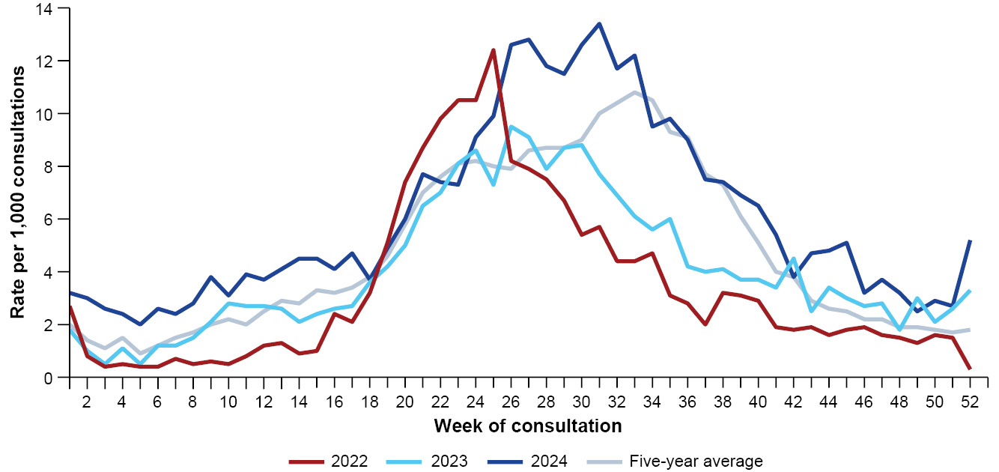 Rate per 1,000 consultations
14
12
10
8
6
4
2
0
2 4 6 8 10 12 14 16 18 20 22 24 26 28 30 32 34 36 38 40 42 44 46 48 50 52
Week of consultation
2022 2023 2024 Five-year average